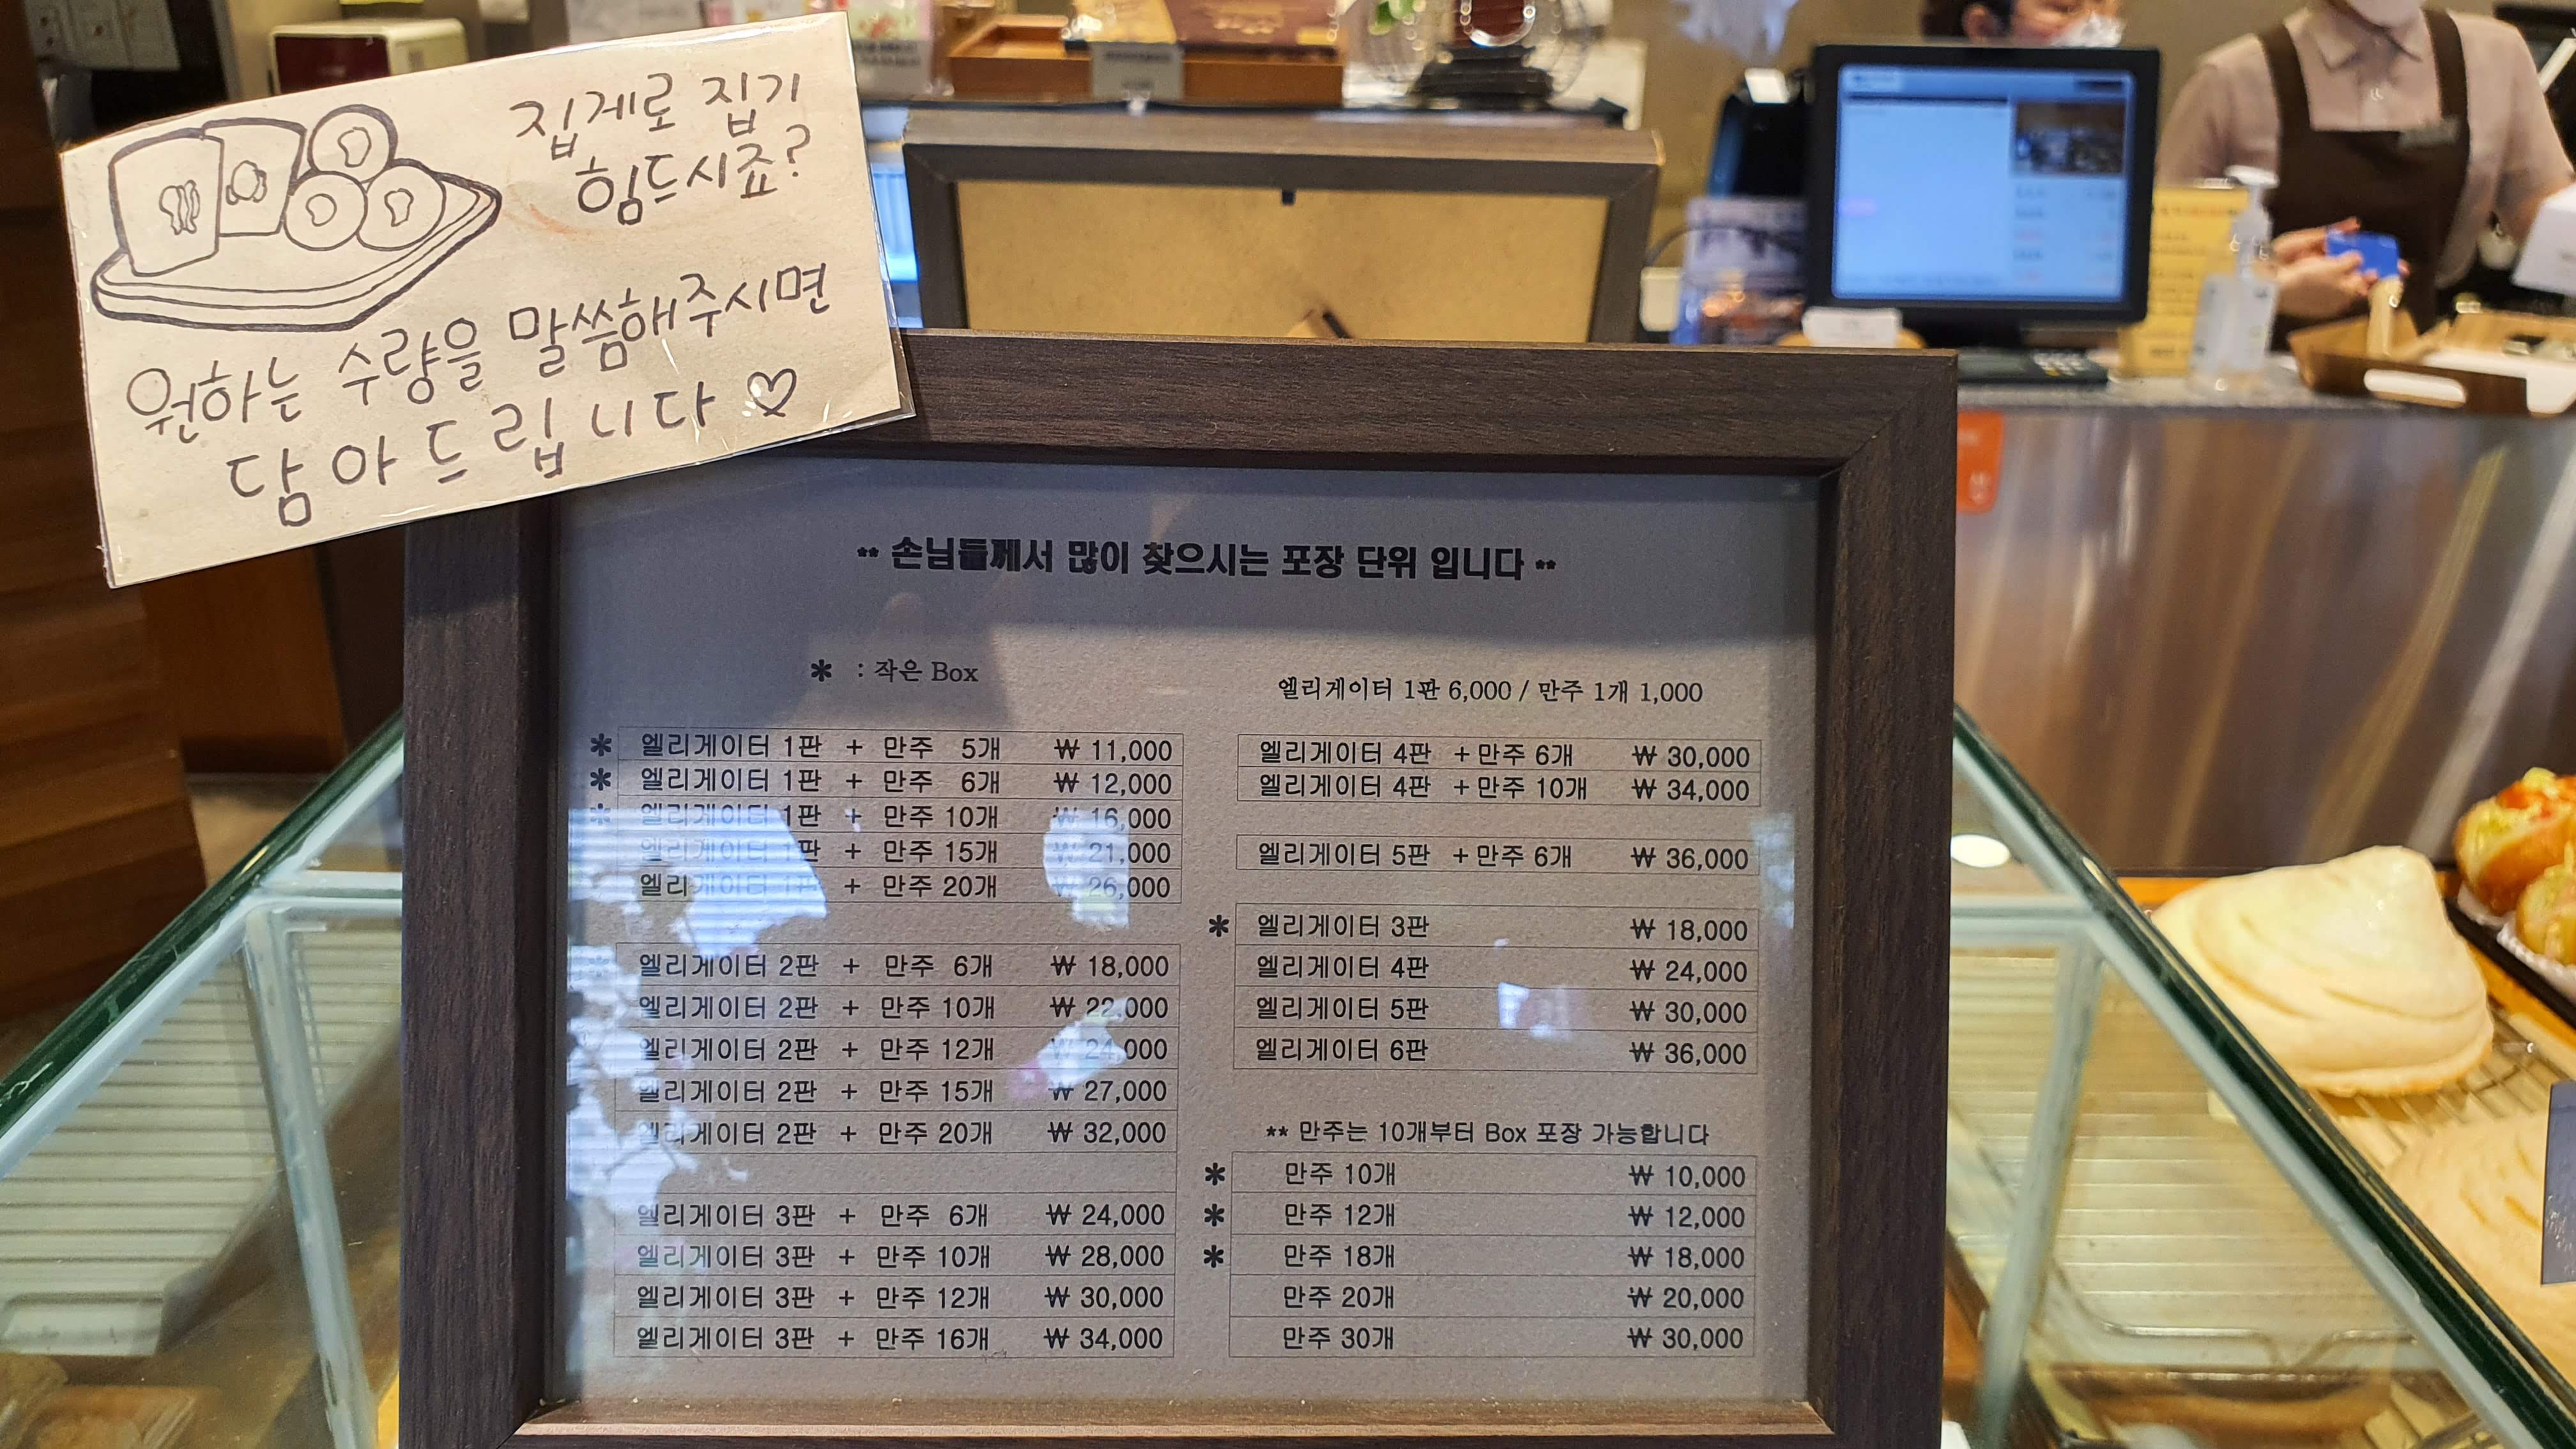 집게로 집기
힘드시죠?
원하는 수량을 말씀해주시면
담아드립니다 ♡
** 손님들께서 많이 찾으시는 포장 단위 입니다 **
* : 작은 Box
* 엘리게이터 1판 + 만주 5개 ₩ 11,000
* 엘리게이터 1판 + 만주 6개 ₩ 12,000
* 엘리게이터 1판 + 만주 10개 ₩ 16,000
엘리게이터 1판 + 만주 15개 ₩ 21,000
엘리게이터 1판 + 만주 20개 ₩ 26,000
엘리게이터 2판 + 만주 6개 ₩ 18,000
엘리게이터 2판 + 만주 10개 ₩ 22,000
엘리게이터 2판 + 만주 12개 ₩ 24,000
엘리게이터 2판 + 만주 15개 ₩ 27,000
엘리게이터 2판 + 만주 20개 ₩ 32,000
엘리게이터 3판 + 만주 6개 ₩ 24,000
엘리게이터 3판 + 만주 10개 ₩ 28,000
엘리게이터 3판 + 만주 12개 ₩ 30,000
엘리게이터 3판 + 만주 16개 ₩ 34,000
엘리게이터 1판 6,000 / 만주 1개 1,000
엘리게이터 4판 + 만주 6개 ₩ 30,000
엘리게이터 4판 + 만주 10개 ₩ 34,000
엘리게이터 5판 + 만주 6개 ₩ 36,000
* 엘리게이터 3판 ₩ 18,000
엘리게이터 4판 ₩ 24,000
엘리게이터 5판 ₩ 30,000
엘리게이터 6판 ₩ 36,000
** 만주는 10개부터 Box 포장 가능합니다
* 만주 10개 ₩ 10,000
* 만주 12개 ₩ 12,000
* 만주 18개 ₩ 18,000
만주 20개 ₩ 20,000
만주 30개 ₩ 30,000